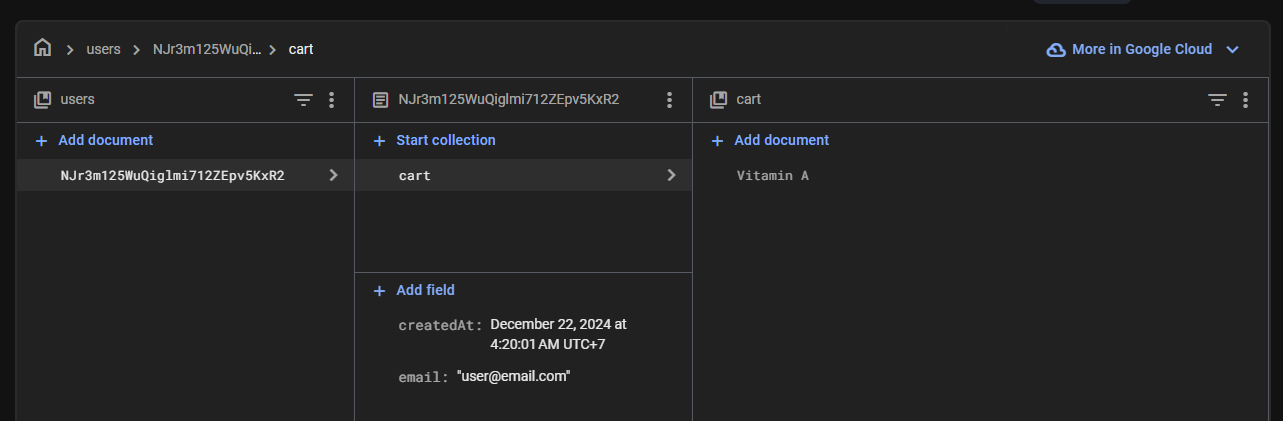 users
NJr3m125WuQi…
cart
More in Google Cloud
users
NJr3m125WuQiglmi712ZEpv5KxR2
cart
Add document
Start collection
Add document
NJr3m125WuQiglmi712ZEpv5KxR2
cart
Vitamin A
Add field
createdAt: December 22, 2024 at
4:20:01 AM UTC+7
email: "user@email.com"